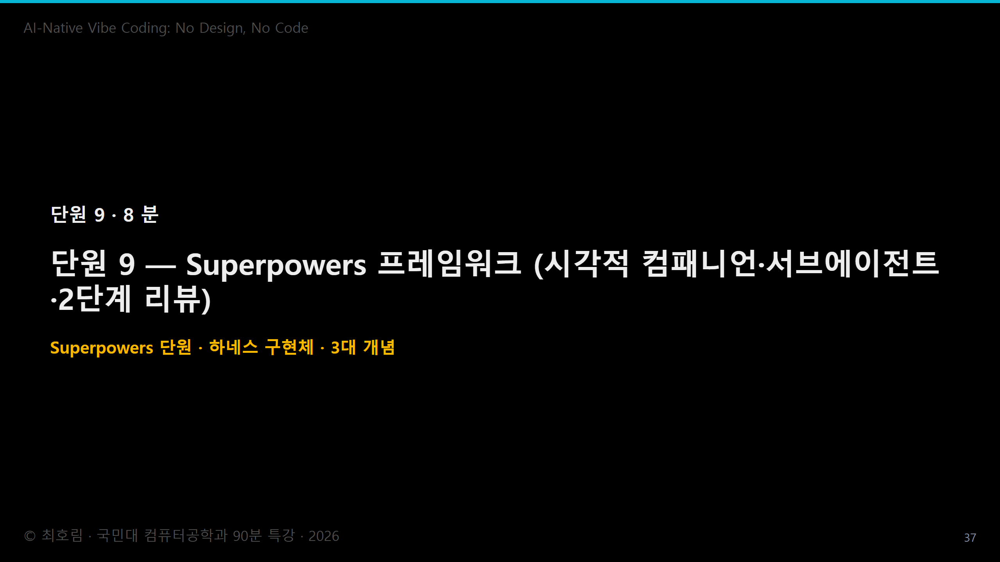 AI-Native Vibe Coding: No Design, No Code
단원 9 · 8 분
단원 9 — Superpowers 프레임워크 (시각적 컴패니언·서브에이전트
·2단계 리뷰)
Superpowers 단원 · 하네스 구현체 · 3대 개념
© 최호림 · 국민대 컴퓨터공학과 90분 특강 · 2026
37